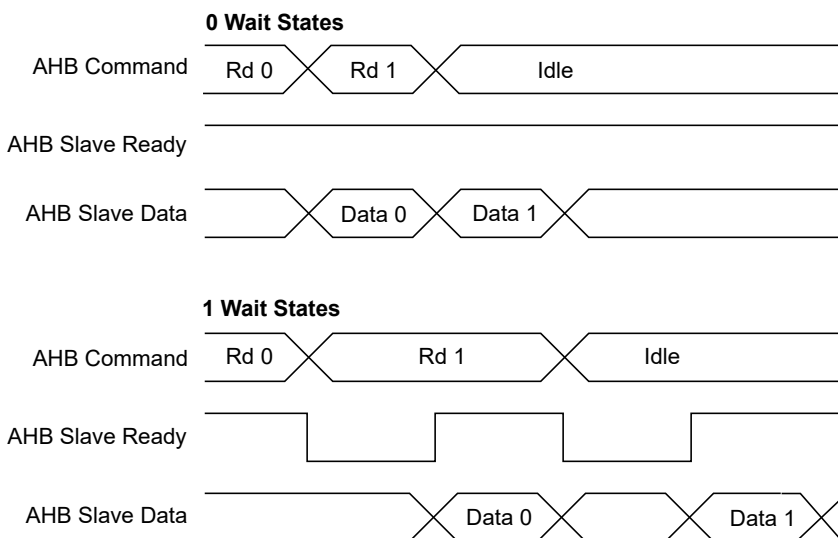 0 Wait States
AHB Command Rd 0 Rd 1 Idle
AHB Slave Ready
AHB Slave Data Data 0 Data 1
1 Wait States
AHB Command Rd 0 Rd 1 Idle
AHB Slave Ready
AHB Slave Data Data 0 Data 1